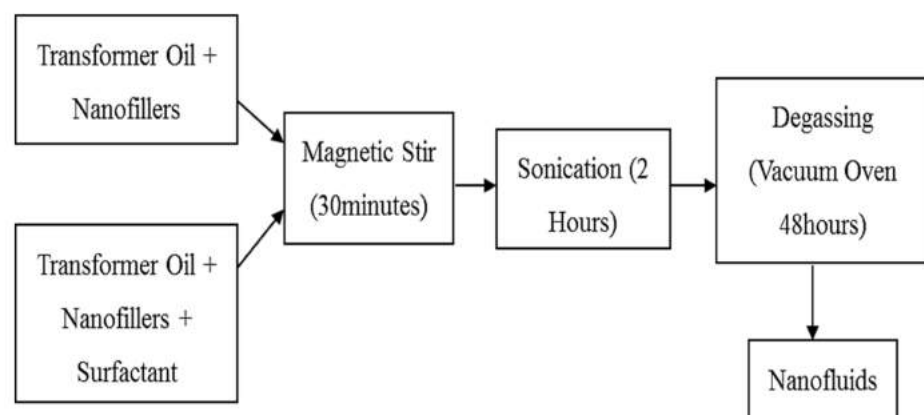 Transformer Oil +
Nanofillers
Transformer Oil +
Nanofillers +
Surfactant
Magnetic Stir
(30minutes)
Sonication (2
Hours)
Degassing
(Vacuum Oven
48hours)
Nanofluids